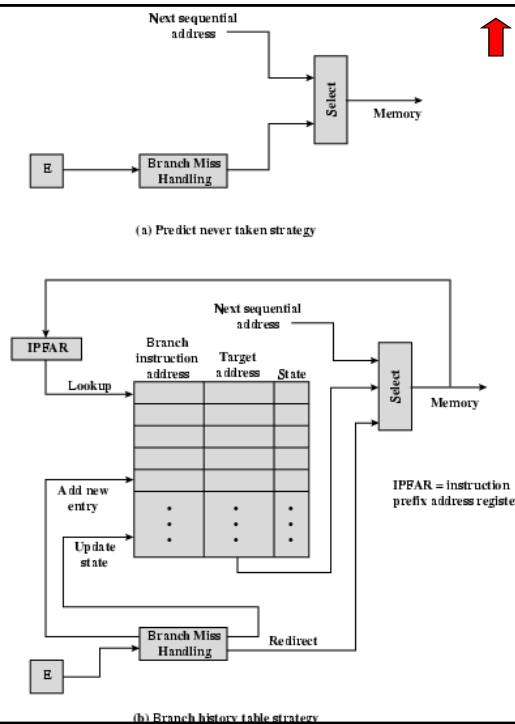 Next sequential
address
Select
Memory
E
Branch Miss
Handling
(a) Predict never taken strategy
Next sequential
address
IPFAR
Branch
instruction
address
Target
address
State
Lookup
Select
Memory
IPFAR = instruction
prefix address registe
Add new
entry
Update
state
Branch Miss
Handling
Redirect
E
(b) Branch history table strategy